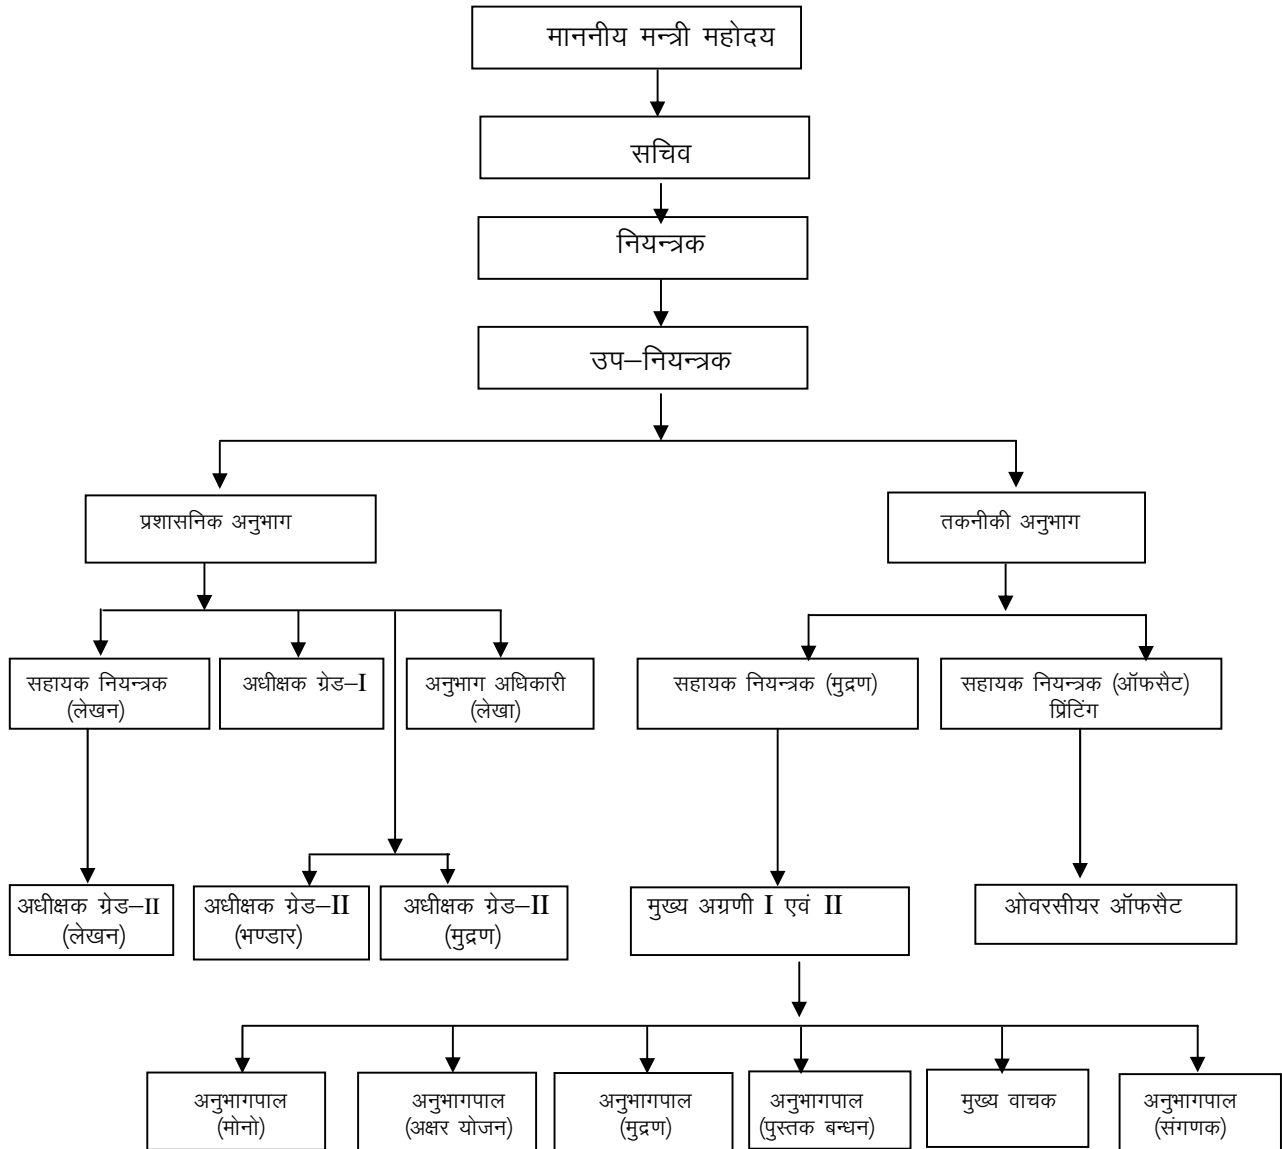 माननीय मन्त्री महोदय
सचिव
नियन्त्रक
उप–नियन्त्रक
प्रशासनिक अनुभाग
तकनीकी अनुभाग
सहायक नियन्त्रक
(लेखन)
अधीक्षक ग्रेड–I
अनुभाग अधिकारी
(लेखा)
सहायक नियन्त्रक (मुद्रण)
सहायक नियन्त्रक (ऑफसैट)
प्रिंटिंग
अधीक्षक ग्रेड–II
(लेखन)
अधीक्षक ग्रेड–II
(भण्डार)
अधीक्षक ग्रेड–II
(मुद्रण)
मुख्य अग्रणी I एवं II
ओवरसीयर ऑफसैट
अनुभागपाल
(मोनो)
अनुभागपाल
(अक्षर योजन)
अनुभागपाल
(मुद्रण)
अनुभागपाल
(पुस्तक बन्धन)
मुख्य वाचक
अनुभागपाल
(संगणक)